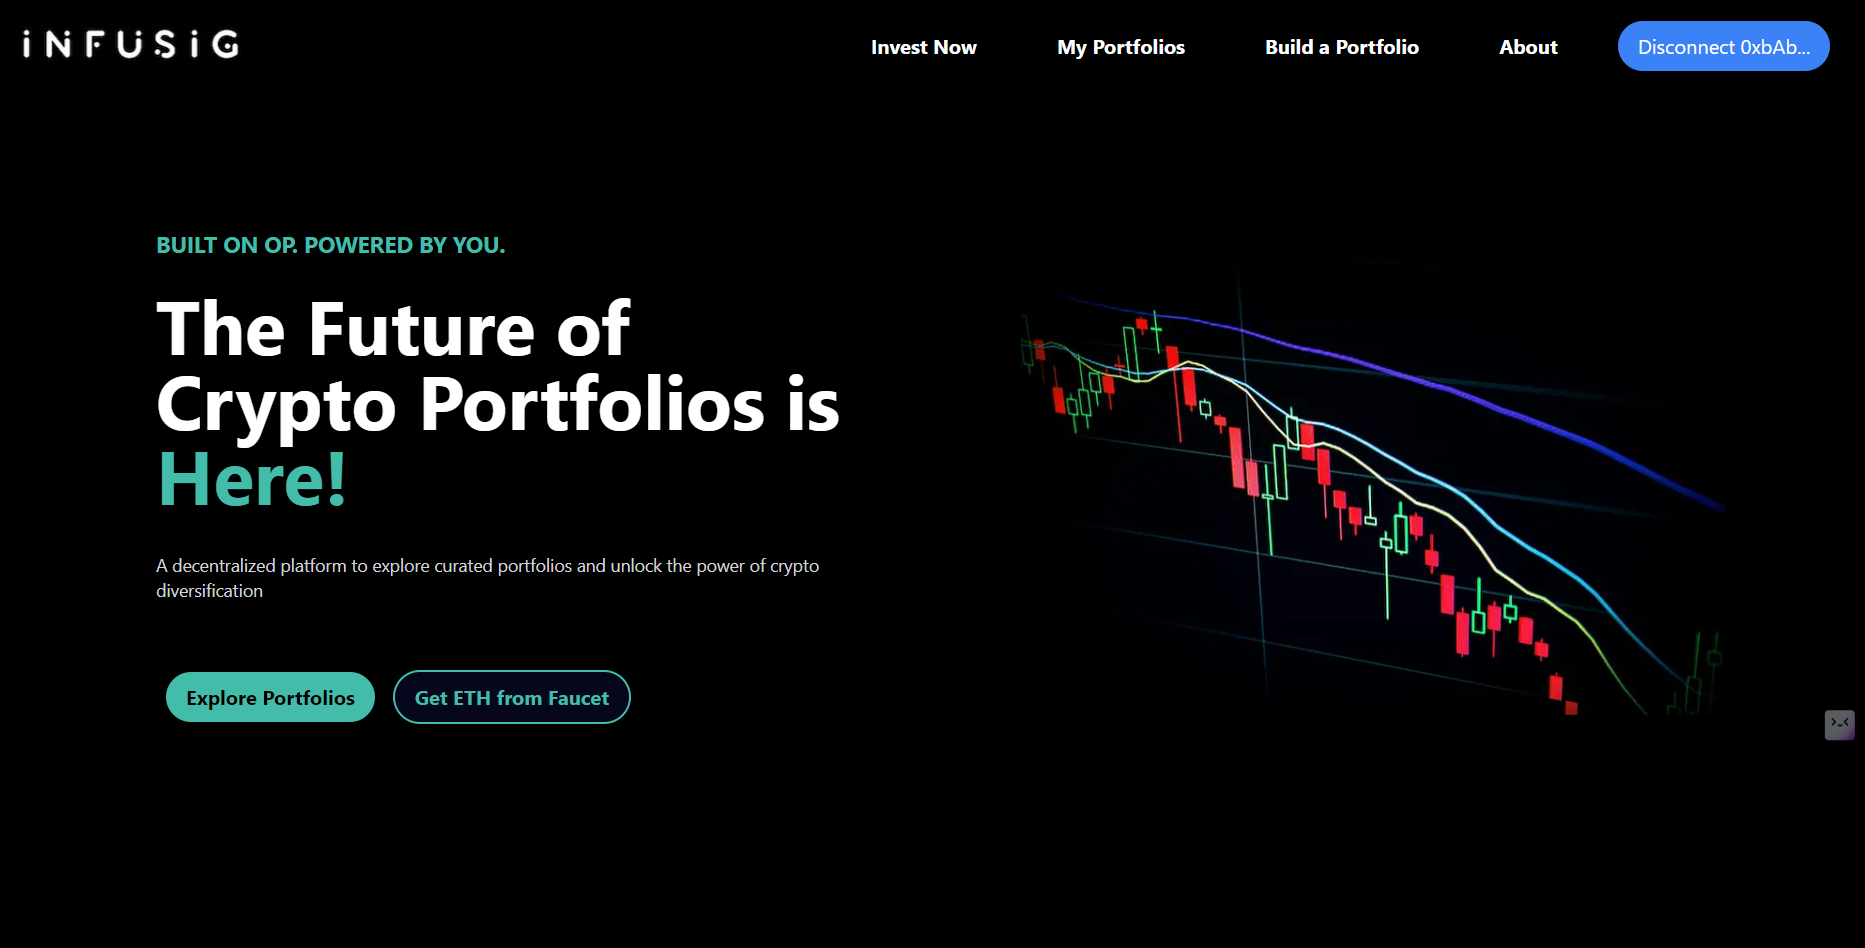 iNFUSiG
Invest Now
My Portfolios
Build a Portfolio
About
Disconnect 0xbAb...
BUILT ON OP. POWERED BY YOU.
The Future of
Crypto Portfolios is
Here!
A decentralized platform to explore curated portfolios and unlock the power of crypto
diversification
Explore Portfolios
Get ETH from Faucet